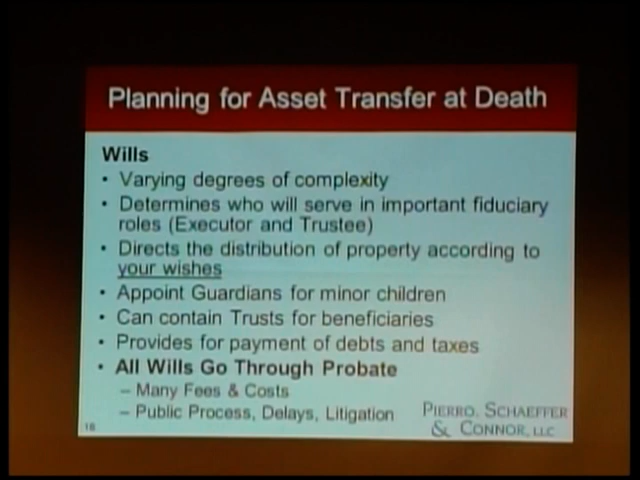 Planning for Asset Transfer at Death
Wills
• Varying degrees of complexity
• Determines who will serve in important fiduciary
roles (Executor and Trustee)
• Directs the distribution of property according to
your wishes
• Appoint Guardians for minor children
• Can contain Trusts for beneficiaries
• Provides for payment of debts and taxes
• All Wills Go Through Probate
– Many Fees & Costs
– Public Process, Delays, Litigation
PIERRO, SCHAEFFER
& CONNOR, LLC